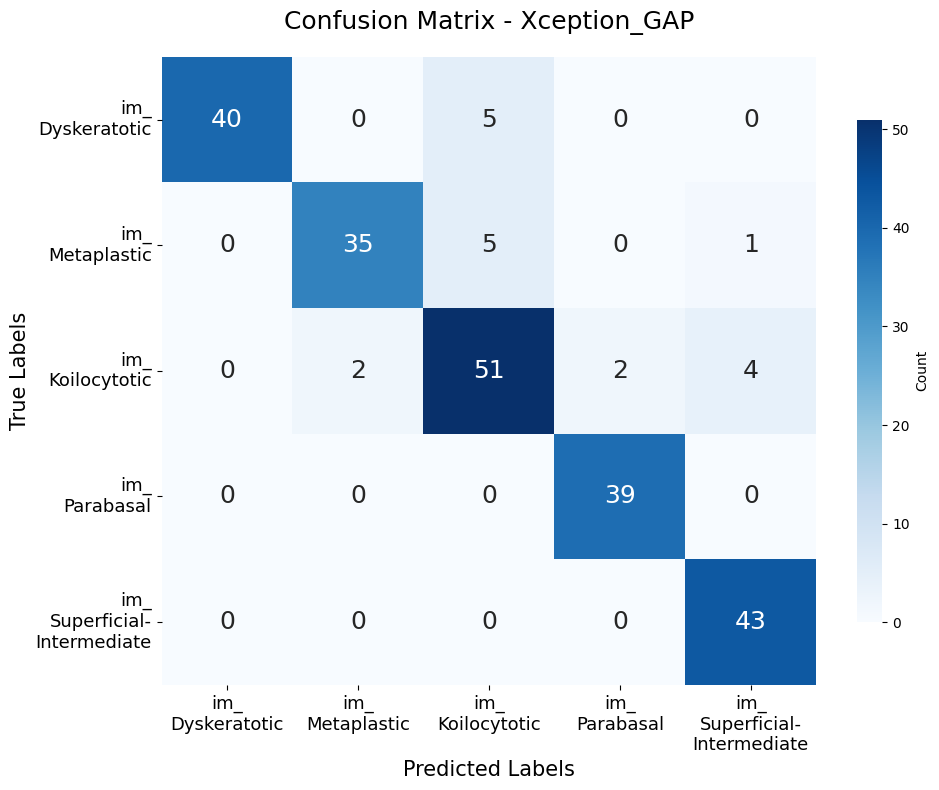 Confusion Matrix - Xception_GAP
im_
Dyskeratotic
40 0 5 0 0
im_
Metaplastic
0 35 5 0 1
im_
Koilocytotic
0 2 51 2 4
im_
Parabasal
0 0 0 39 0
im_
Superficial-
Intermediate
0 0 0 0 43
True Labels
im_
Dyskeratotic
im_
Metaplastic
im_
Koilocytotic
im_
Parabasal
im_
Superficial-
Intermediate
Predicted Labels
50
40
30
20
10
0
Count